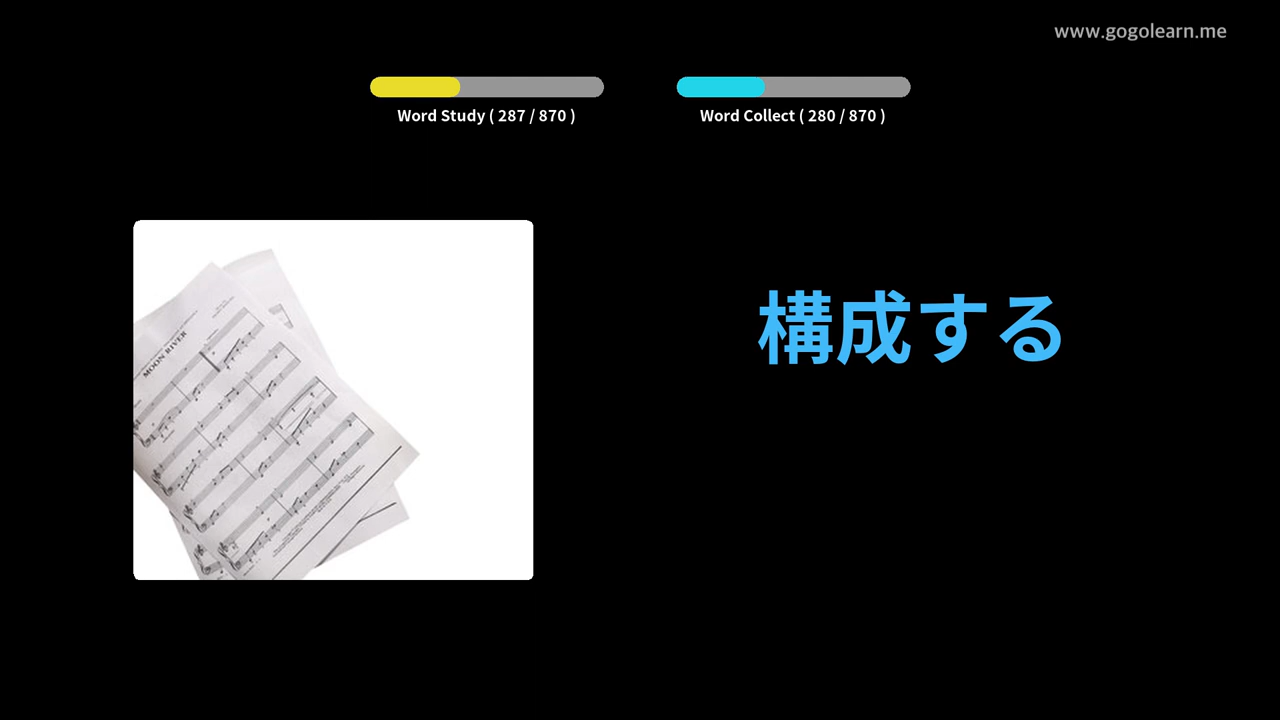 www.gogolearn.me
Word Study ( 287 / 870 )
Word Collect ( 280 / 870 )
MOON RIVER
構成する